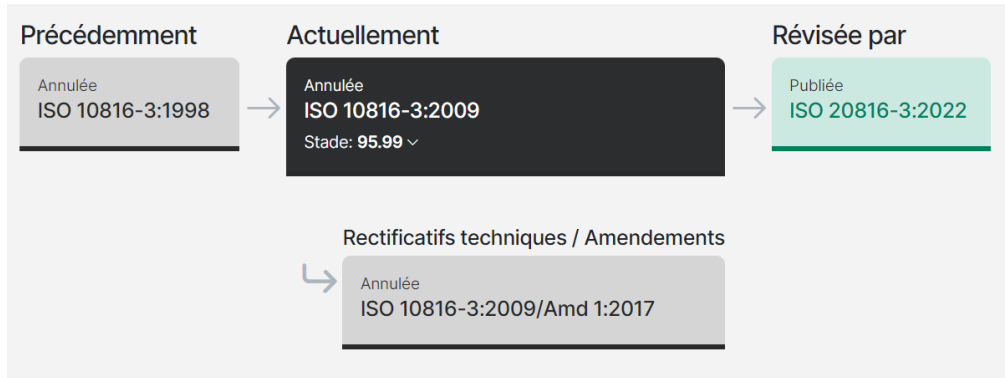 Précédemment
Annulée
ISO 10816-3:1998
Actuellement
Annulée
ISO 10816-3:2009
Stade: 95.99
Révisée par
Publiée
ISO 20816-3:2022
Rectificatifs techniques / Amendements
Annulée
ISO 10816-3:2009/Amd 1:2017